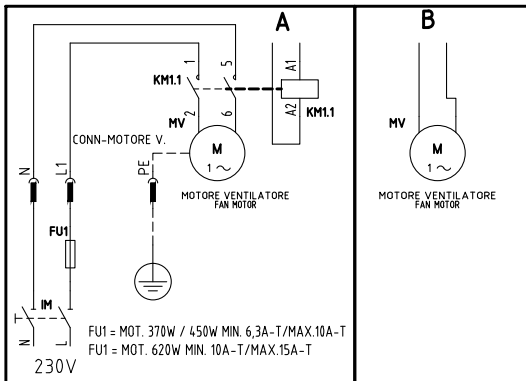 A
B
1
5
A1
KM1.1
A2
KM1.1
2
6
MV
MV
CONN-MOTORE V.
M
1 ~
M
1 ~
N
L1
PE
MOTORE VENTILATORE
FAN MOTOR
MOTORE VENTILATORE
FAN MOTOR
FU1
IM
N
L
FU1 = MOT. 370W / 450W MIN. 6,3A-T/MAX.10A-T
FU1 = MOT. 620W MIN. 10A-T/MAX.15A-T
230V